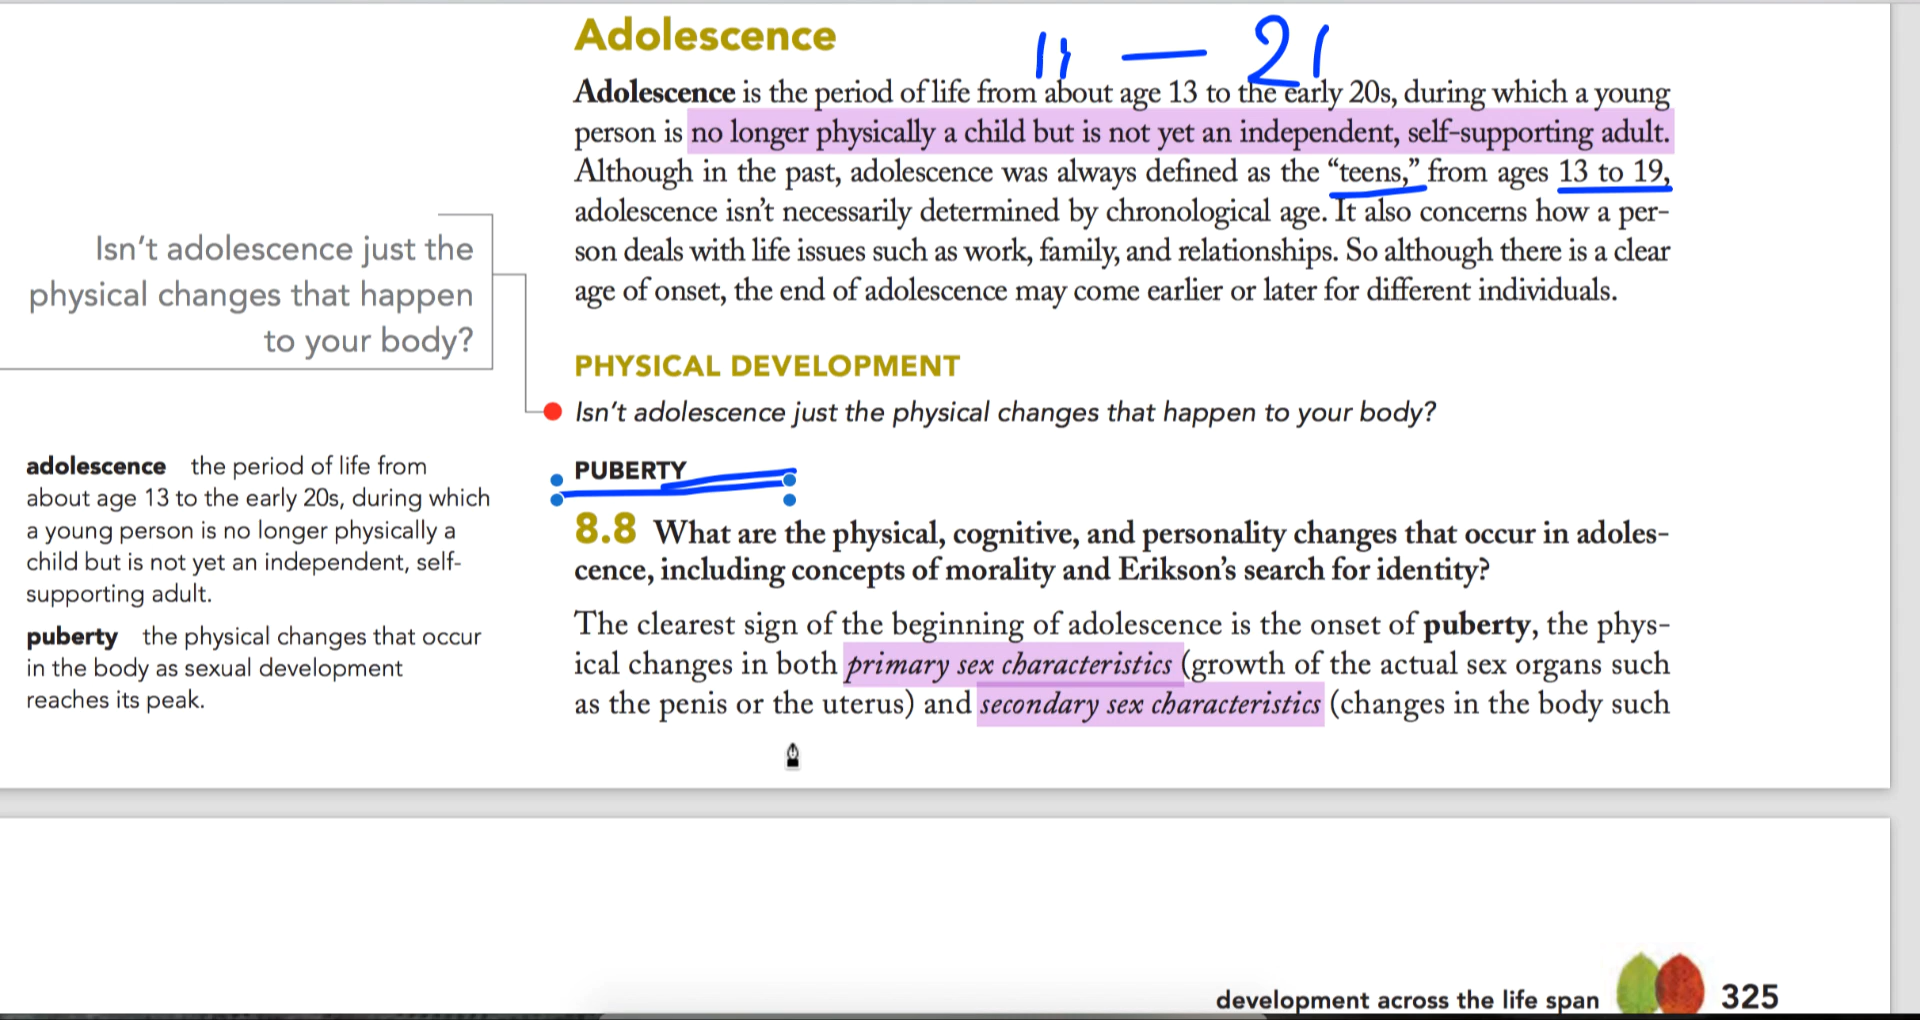 Adolescence
– 21
Adolescence is the period of life from about age 13 to the early 20s, during which a young
person is no longer physically a child but is not yet an independent, self-supporting adult.
Although in the past, adolescence was always defined as the “teens,” from ages 13 to 19,
adolescence isn’t necessarily determined by chronological age. It also concerns how a per-
son deals with life issues such as work, family, and relationships. So although there is a clear
age of onset, the end of adolescence may come earlier or later for different individuals.
Isn’t adolescence just the
physical changes that happen
to your body?
PHYSICAL DEVELOPMENT
Isn’t adolescence just the physical changes that happen to your body?
adolescence the period of life from
about age 13 to the early 20s, during which
a young person is no longer physically a
child but is not yet an independent, self-
supporting adult.
puberty the physical changes that occur
in the body as sexual development
reaches its peak.
PUBERTY
8.8 What are the physical, cognitive, and personality changes that occur in adoles-
cence, including concepts of morality and Erikson’s search for identity?
The clearest sign of the beginning of adolescence is the onset of puberty, the phys-
ical changes in both primary sex characteristics (growth of the actual sex organs such
as the penis or the uterus) and secondary sex characteristics (changes in the body such
development across the life span 325